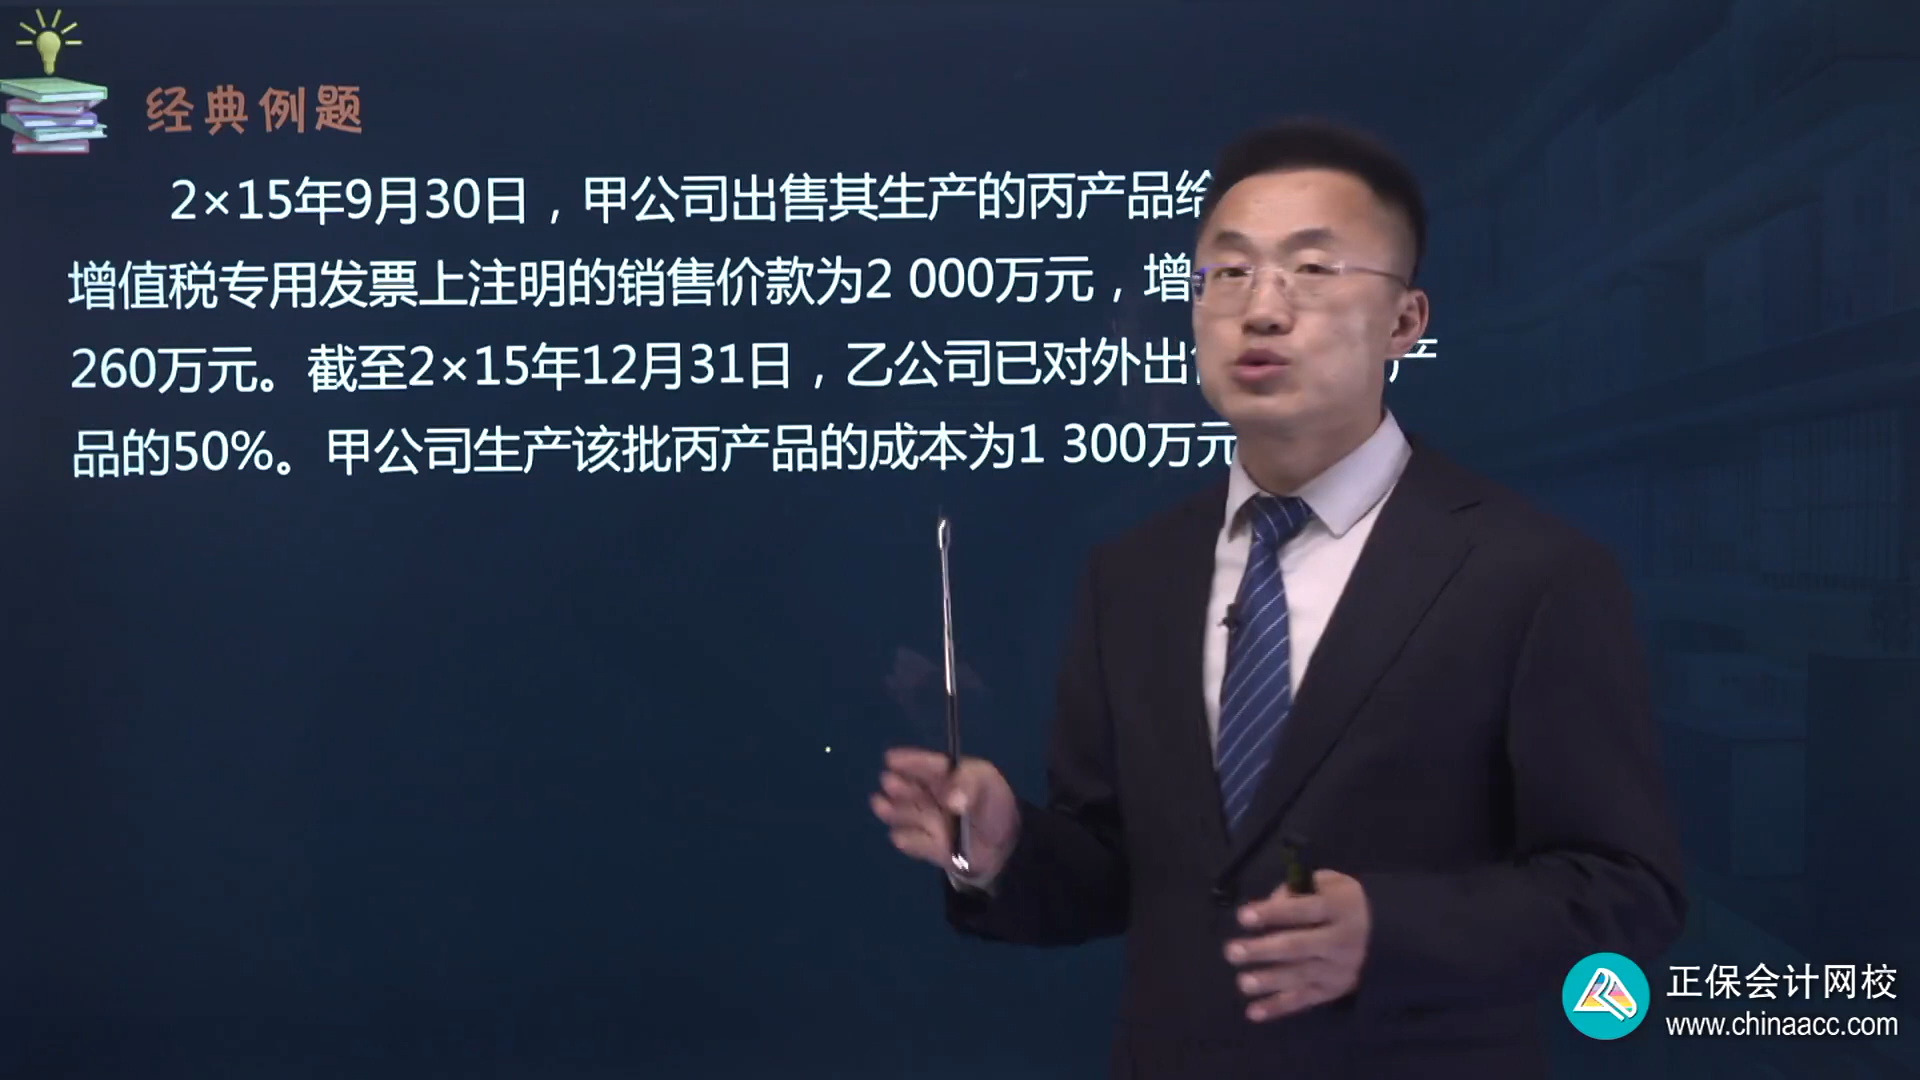 经典例题
2×15年9月30日，甲公司出售其生产的丙产品给
增值税专用发票上注明的销售价款为2 000万元，增
260万元。截至2×15年12月31日，乙公司已对外出 产
品的50%。甲公司生产该批丙产品的成本为1 300万元
正保会计网校
www.chinaacc.com